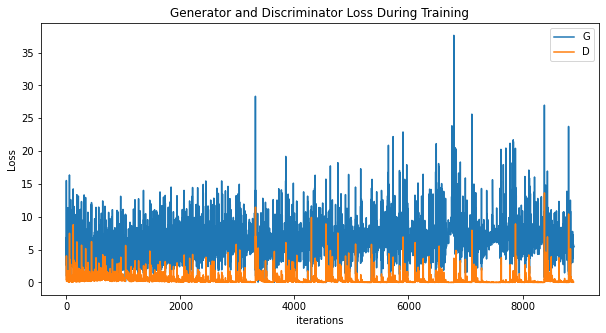 Generator and Discriminator Loss During Training
G
D
35
30
25
20
15
10
5
0
Loss
0 2000 4000 6000 8000
iterations